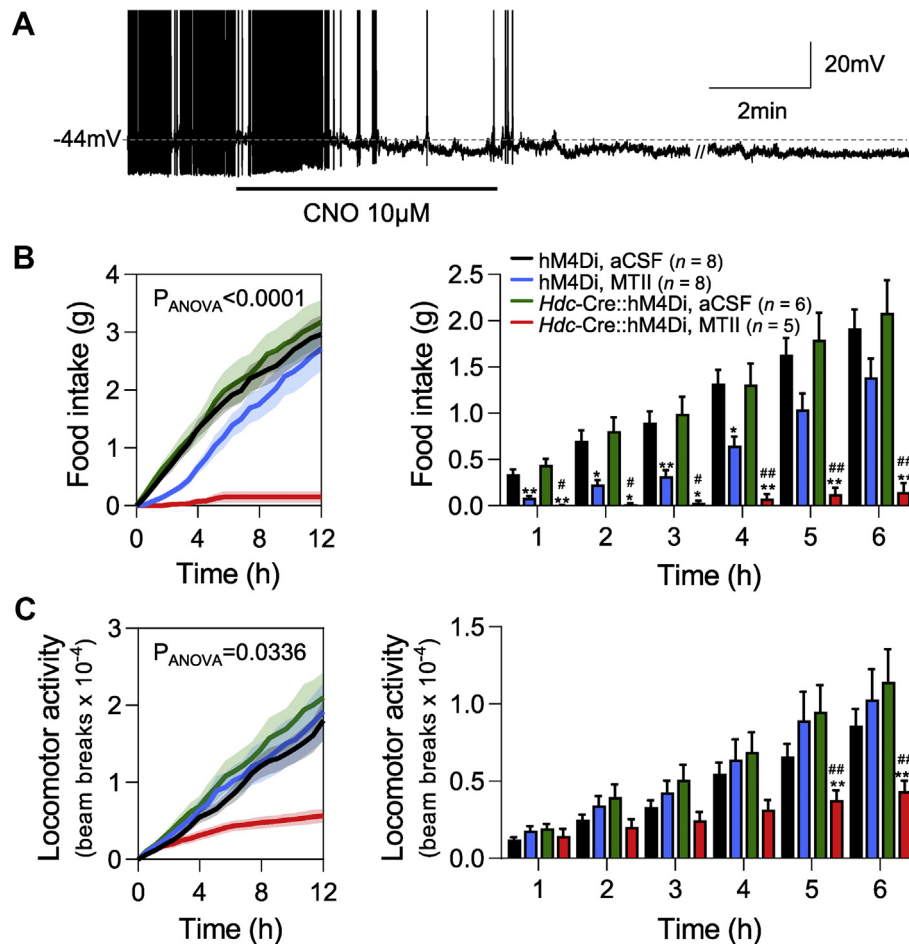 A
-44mV
20mV
2min
//
CNO 10µM
B
Food intake (g)
4
3
2
1
0
P_ANOVA<0.0001
0 4 8 12
Time (h)
hM4Di, aCSF (n = 8)
hM4Di, MTII (n = 8)
Hdc-Cre::hM4Di, aCSF (n = 6)
Hdc-Cre::hM4Di, MTII (n = 5)
Food intake (g)
2.5
2.0
1.5
1.0
0.5
0.0
** # ** * # * ** # * * ## ** ## ** ## **
1 2 3 4 5 6
Time (h)
C
Locomotor activity
(beam breaks x 10⁻⁴)
3
2
1
0
P_ANOVA=0.0336
0 4 8 12
Time (h)
Locomotor activity
(beam breaks x 10⁻⁴)
1.5
1.0
0.5
0.0
## ** ## **
1 2 3 4 5 6
Time (h)